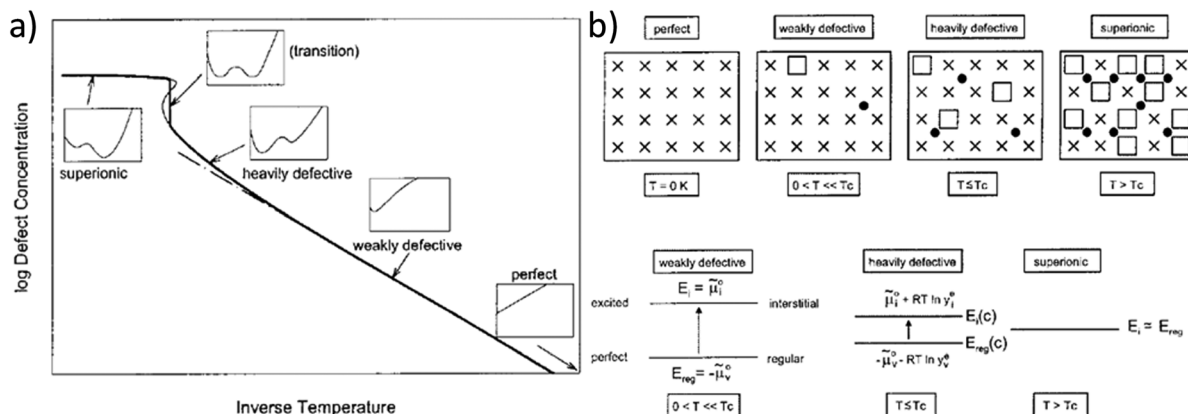 a)
(transition)
superionic
heavily defective
weakly defective
perfect
log Defect Concentration
Inverse Temperature
b)
perfect
weakly defective
heavily defective
superionic
T = 0 K
0 < T << Tc
T ≤ Tc
T > Tc
weakly defective
heavily defective
superionic
excited
E_i = μ̃_i^o
interstitial
perfect
regular
E_reg = -μ̃_v^o
μ̃_i^o + RT ln y_i^e
E_i(c)
E_reg(c)
-μ̃_v^o - RT ln y_v^e
E_i ≃ E_reg
0 < T << Tc
T ≤ Tc
T > Tc